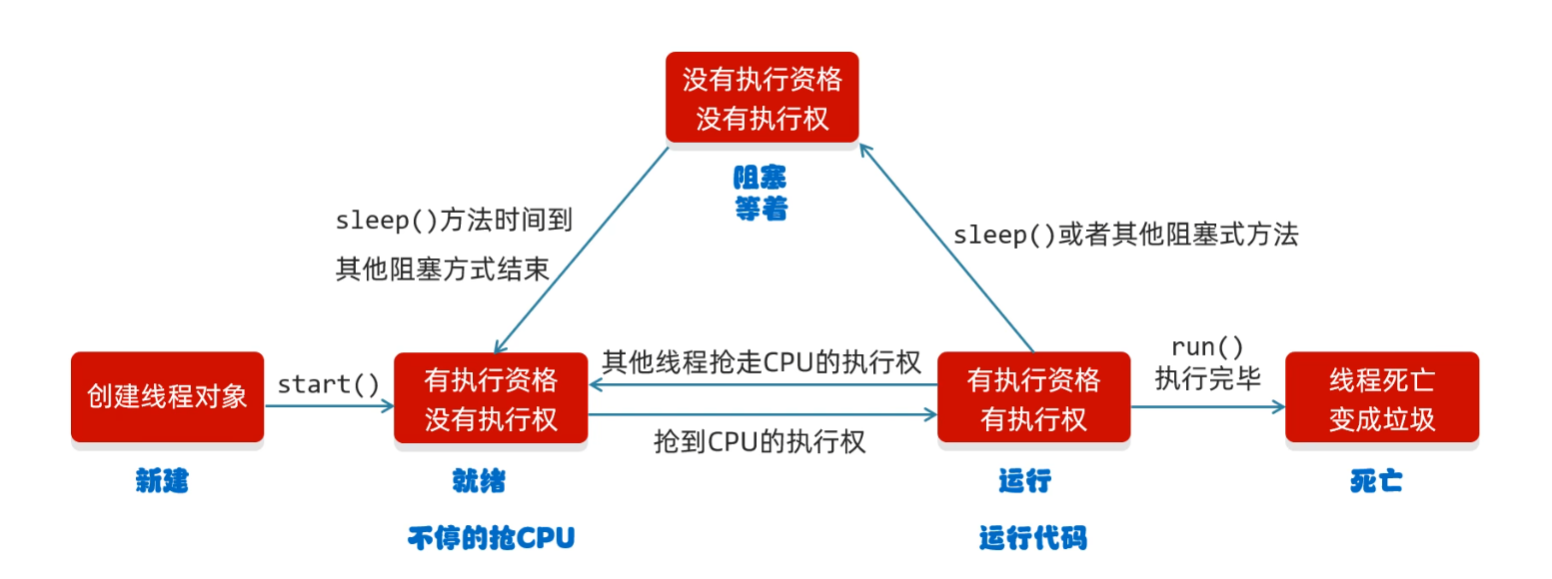 没有执行资格
没有执行权
阻塞
等着
sleep()方法时间到
其他阻塞方式结束
sleep()或者其他阻塞式方法
创建线程对象
新建
start()
有执行资格
没有执行权
就绪
不停的抢CPU
其他线程抢走CPU的执行权
抢到CPU的执行权
有执行资格
有执行权
运行
运行代码
run()
执行完毕
线程死亡
变成垃圾
死亡